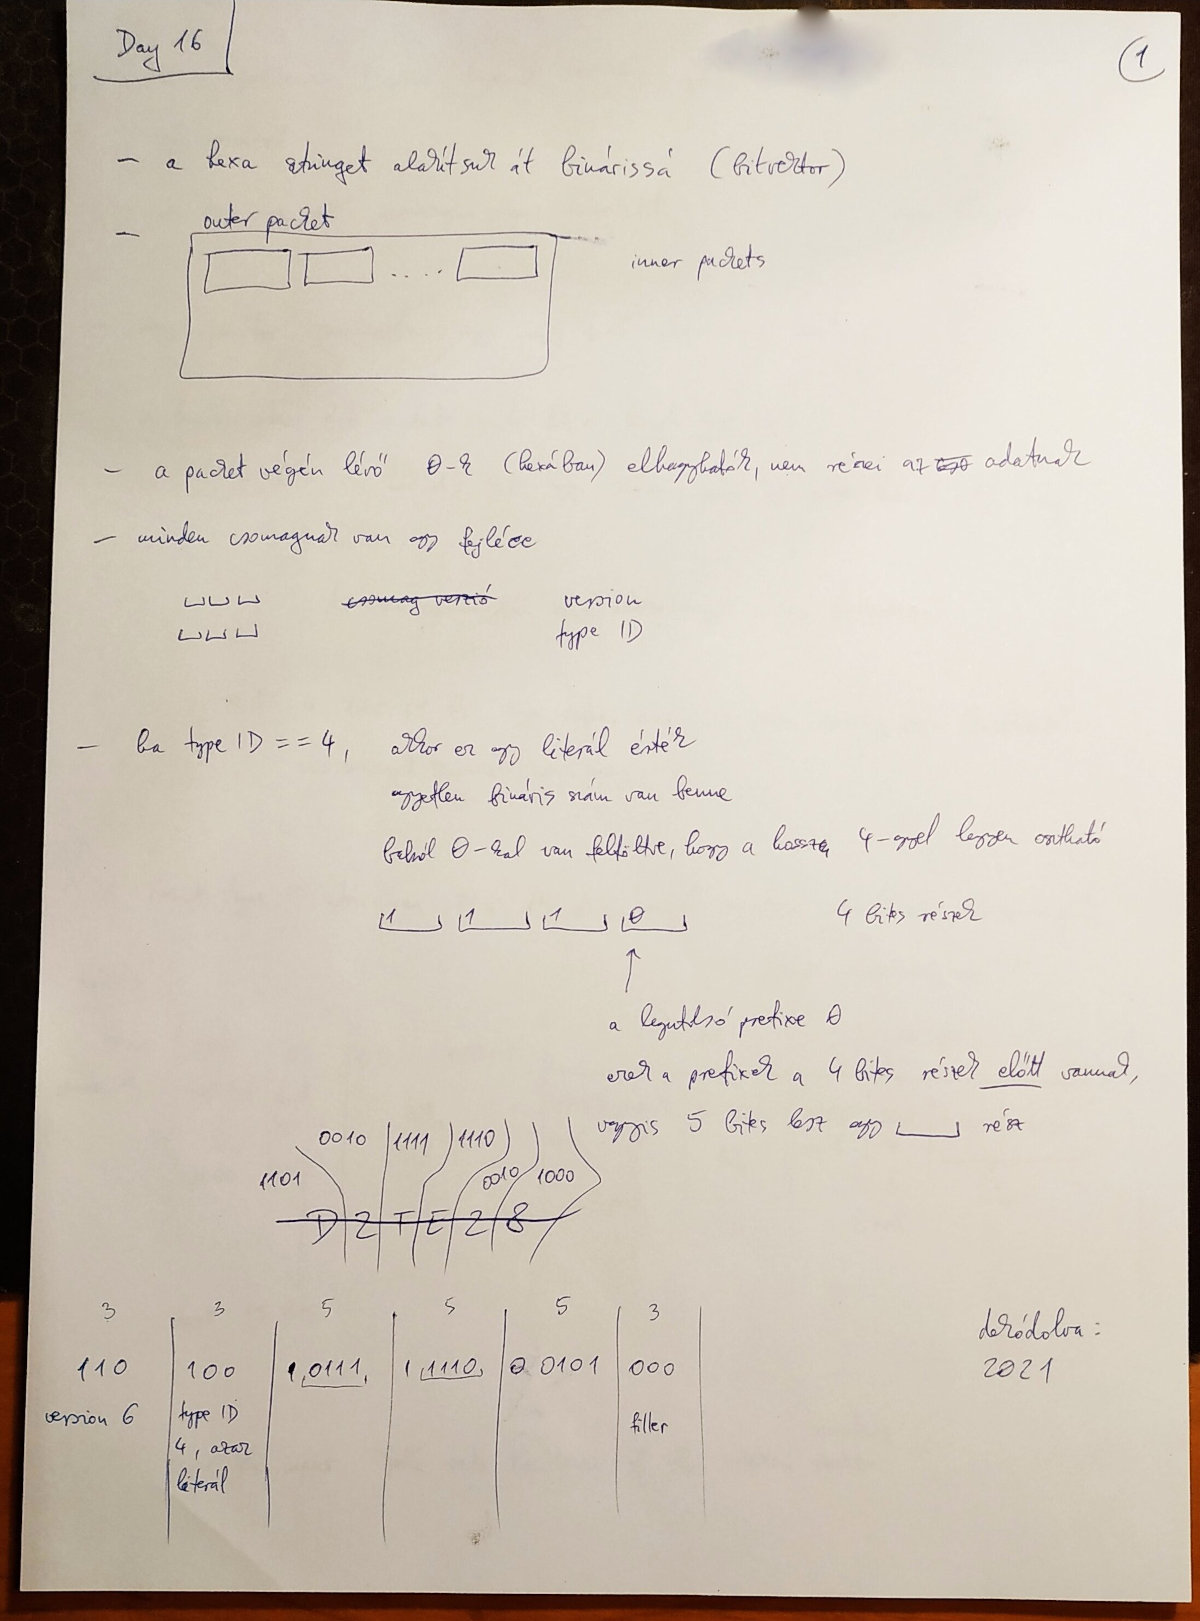 Day 16
1
- a hexa stringet alakítsuk át binárissá (bitvektor)
- outer packet
..... inner packets
- a packet végén lévő 0-k (hexában) elhagyhatók, nem részei az adatnak
- minden csomagnak van egy fejléce
csomag verzió version
type ID
- ha type ID == 4, akkor ez egy literál érték
egyetlen bináris szám van benne
balról 0-kal van feltöltve, hogy a hossza 4-gyel legyen osztható
1 1 1 0 4 bites részek
a legutolsó prefixe 0
ezek a prefixek a 4 bites részek előtt vannak,
vagyis 5 bites lesz egy rész
0010 1111 1110
1101 0010 1000
D 2 F E 2 8
3 3 5 5 5 3
dekódolva:
110 100 1 0111 1 1110 0 0101 000 2021
version 6 type ID filler
4, azaz
literál